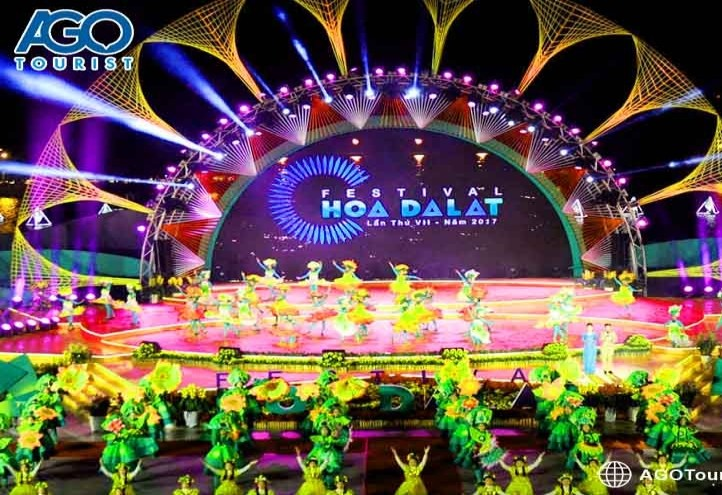 AGO
TOURIST
FESTIVAL
HOA DALAT
Lần Thứ VII - Năm 2017
AGOTour